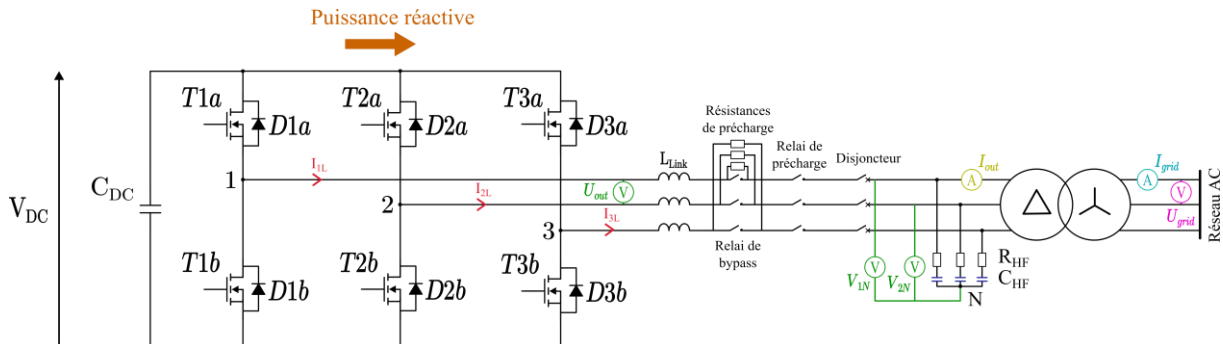 Puissance réactive
V_DC
C_DC
T1a
D1a
T2a
D2a
T3a
D3a
1
I_1L
2
I_2L
3
I_3L
T1b
D1b
T2b
D2b
T3b
D3b
U_out
V
L_Link
Résistances
de précharge
Relai de
précharge
Disjoncteur
Relai de
bypass
V_1N
V
V_2N
V
R_HF
C_HF
N
I_out
A
I_grid
A
V
U_grid
Réseau AC